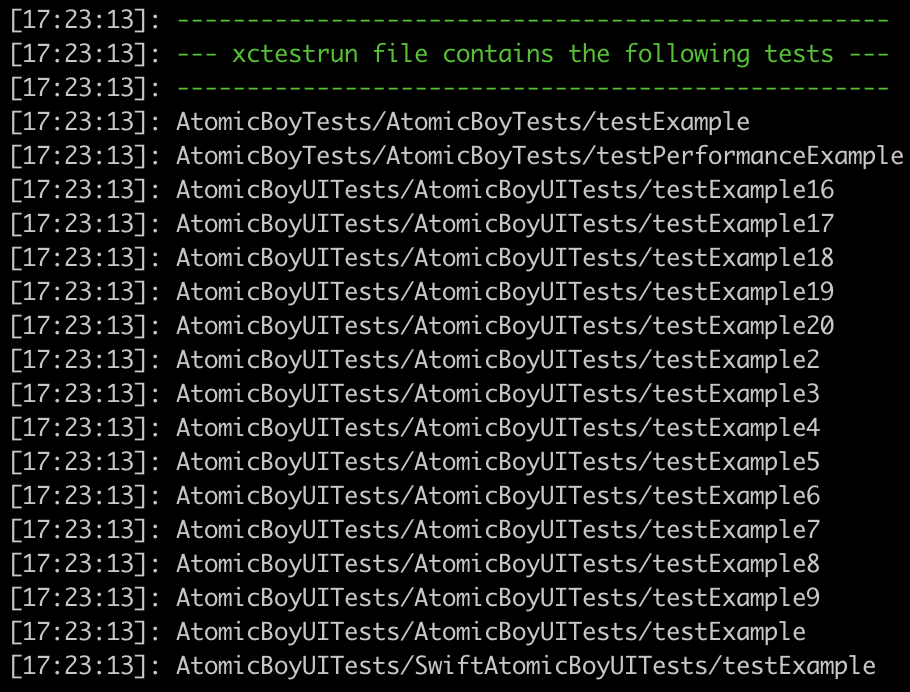 [17:23:13]: ---------------------------------------------------
[17:23:13]: --- xctestrun file contains the following tests ---
[17:23:13]: ---------------------------------------------------
[17:23:13]: AtomicBoyTests/AtomicBoyTests/testExample
[17:23:13]: AtomicBoyTests/AtomicBoyTests/testPerformanceExample
[17:23:13]: AtomicBoyUITests/AtomicBoyUITests/testExample16
[17:23:13]: AtomicBoyUITests/AtomicBoyUITests/testExample17
[17:23:13]: AtomicBoyUITests/AtomicBoyUITests/testExample18
[17:23:13]: AtomicBoyUITests/AtomicBoyUITests/testExample19
[17:23:13]: AtomicBoyUITests/AtomicBoyUITests/testExample20
[17:23:13]: AtomicBoyUITests/AtomicBoyUITests/testExample2
[17:23:13]: AtomicBoyUITests/AtomicBoyUITests/testExample3
[17:23:13]: AtomicBoyUITests/AtomicBoyUITests/testExample4
[17:23:13]: AtomicBoyUITests/AtomicBoyUITests/testExample5
[17:23:13]: AtomicBoyUITests/AtomicBoyUITests/testExample6
[17:23:13]: AtomicBoyUITests/AtomicBoyUITests/testExample7
[17:23:13]: AtomicBoyUITests/AtomicBoyUITests/testExample8
[17:23:13]: AtomicBoyUITests/AtomicBoyUITests/testExample9
[17:23:13]: AtomicBoyUITests/AtomicBoyUITests/testExample
[17:23:13]: AtomicBoyUITests/SwiftAtomicBoyUITests/testExample